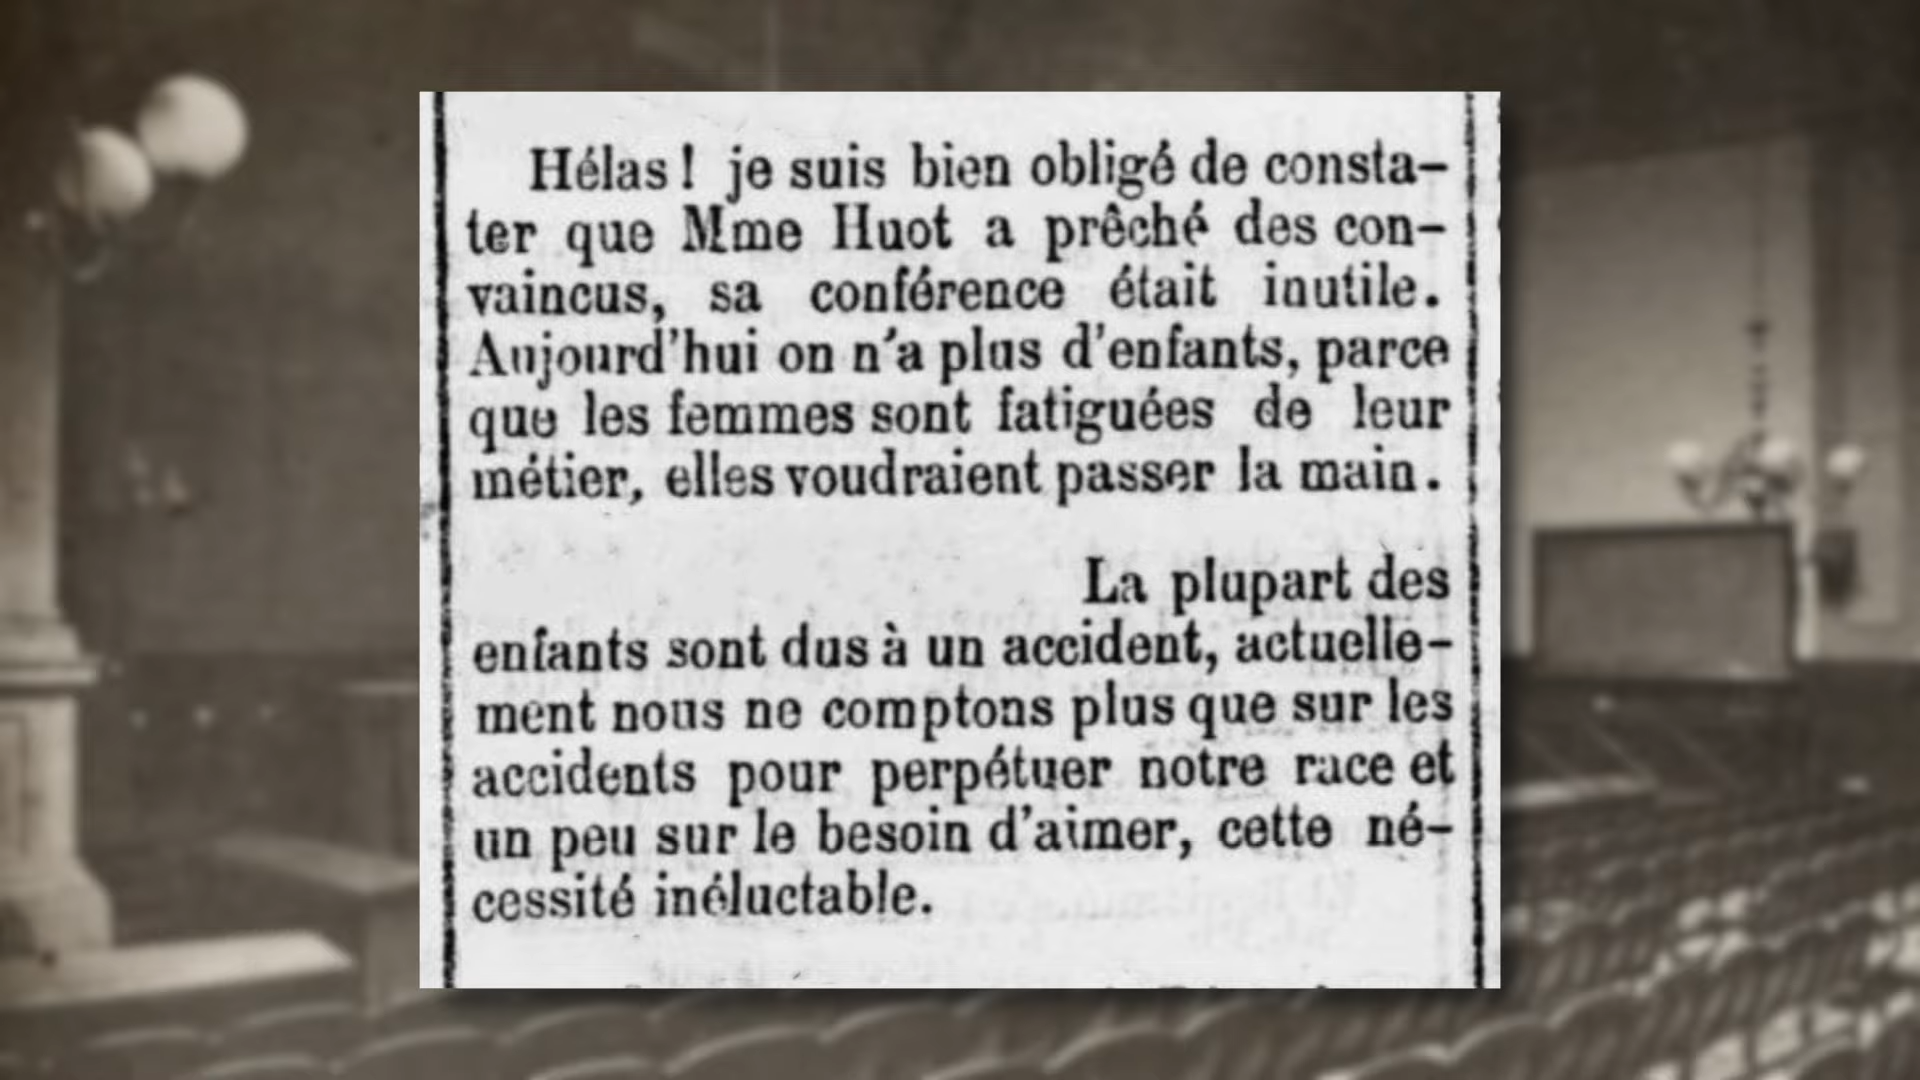 Hélas ! je suis bien obligé de consta-
ter que Mme Huot a prêché des con-
vaincus, sa conférence était inutile.
Aujourd'hui on n'a plus d'enfants, parce
que les femmes sont fatiguées de leur
métier, elles voudraient passer la main.
La plupart des
enfants sont dus à un accident, actuelle-
ment nous ne comptons plus que sur les
accidents pour perpétuer notre race et
un peu sur le besoin d'aimer, cette né-
cessité inéluctable.